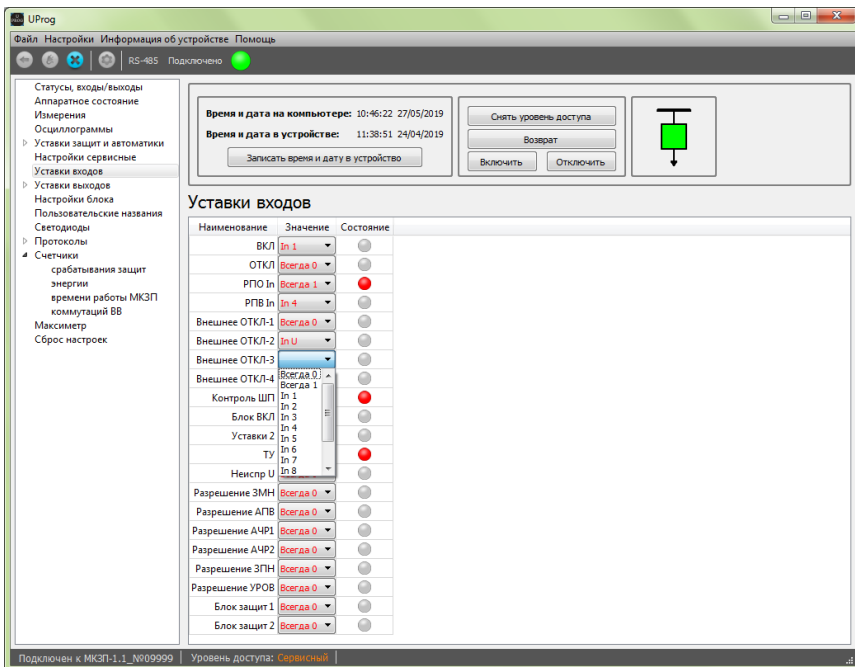 UProg
Файл Настройки Информация об устройстве Помощь
RS-485 Подключено
Статусы, входы/выходы
Аппаратное состояние
Измерения
Осциллограммы
Уставки защит и автоматики
Настройки сервисные
Уставки входов
Уставки выходов
Настройки блока
Пользовательские названия
Светодиоды
Протоколы
Счетчики
срабатывания защит
энергии
времени работы МКЗП
коммутаций ВВ
Максиметр
Сброс настроек
Время и дата на компьютере: 10:46:22 27/05/2019
Время и дата в устройстве: 11:38:51 24/04/2019
Записать время и дату в устройство
Снять уровень доступа
Возврат
Включить Отключить
Уставки входов
Наименование Значение Состояние
ВКЛ In 1
ОТКЛ Всегда 0
РПО In Всегда 1
РПВ In In 4
Внешнее ОТКЛ-1 Всегда 0
Внешнее ОТКЛ-2 In U
Внешнее ОТКЛ-3
Внешнее ОТКЛ-4
Контроль ШП
Блок ВКЛ
Уставки 2
ТУ
Неиспр U
Всегда 0
Всегда 1
In 1
In 2
In 3
In 4
In 5
In 6
In 7
In 8
Разрешение ЗМН Всегда 0
Разрешение АПВ Всегда 0
Разрешение АЧР1 Всегда 0
Разрешение АЧР2 Всегда 0
Разрешение ЗПН Всегда 0
Разрешение УРОВ Всегда 0
Блок защит 1 Всегда 0
Блок защит 2 Всегда 0
Подключен к МКЗП-1.1_№09999 Уровень доступа: Сервисный